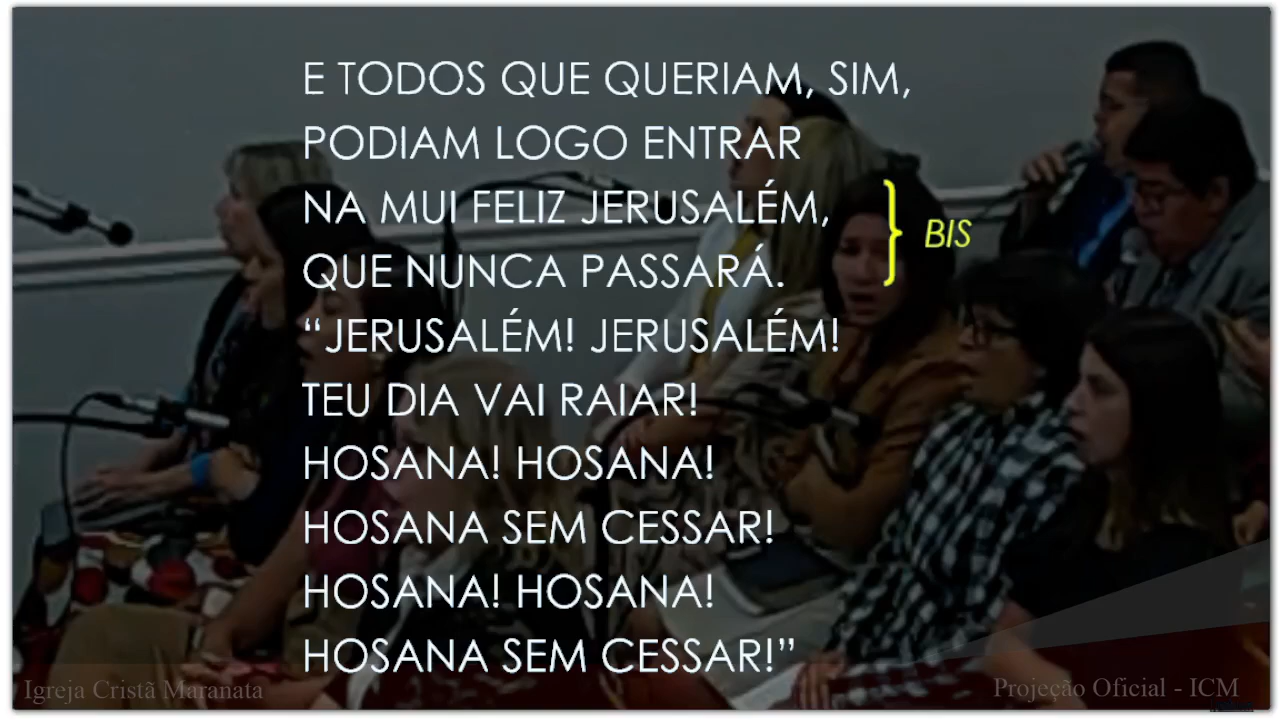 E TODOS QUE QUERIAM, SIM,
PODIAM LOGO ENTRAR
NA MUI FELIZ JERUSALÉM,
QUE NUNCA PASSARÁ.
BIS
“JERUSALÉM! JERUSALÉM!
TEU DIA VAI RAIAR!
HOSANA! HOSANA!
HOSANA SEM CESSAR!
HOSANA! HOSANA!
HOSANA SEM CESSAR!”
Igreja Cristã Maranata
Projeção Oficial - ICM